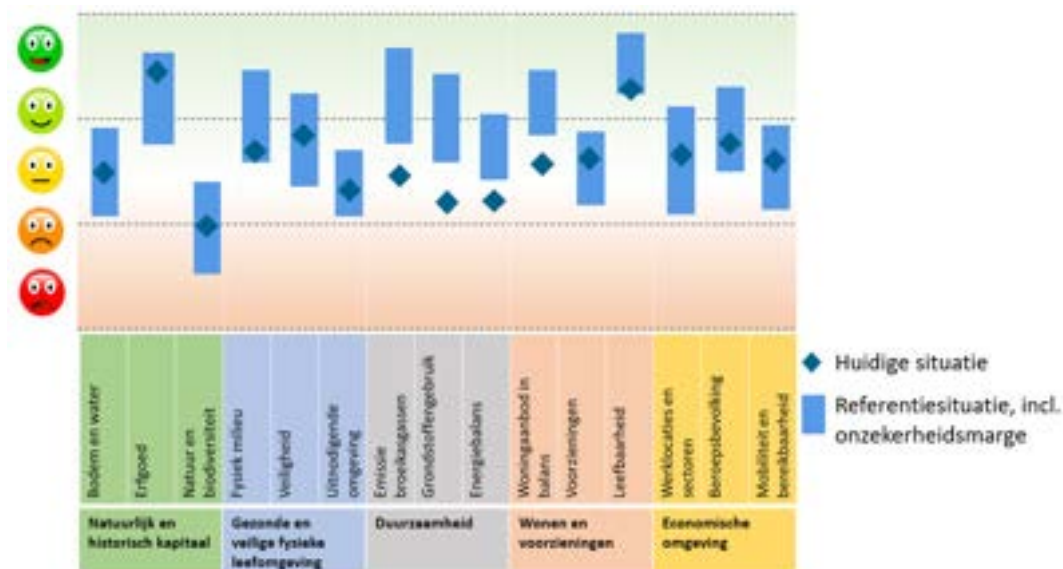 Bodem en water
Erfgoed
Natuur en
biodiversiteit
Fysiek milieu
Veiligheid
Uitnodigende
omgeving
Emissie
broeikasgassen
Grondstoffengebruik
Energiebalans
Woningaanbod in
balans
Voorzieningen
Leefbaarheid
Werklocaties en
sectoren
Beroepsbevolking
Mobiliteit en
bereikbaarheid
Natuurlijk en
historisch kapitaal
Gezonde en
veilige fysieke
leefomgeving
Duurzaamheid
Wonen en
voorzieningen
Economische
omgeving
Huidige situatie
Referentiesituatie, incl.
onzekerheidsmarge